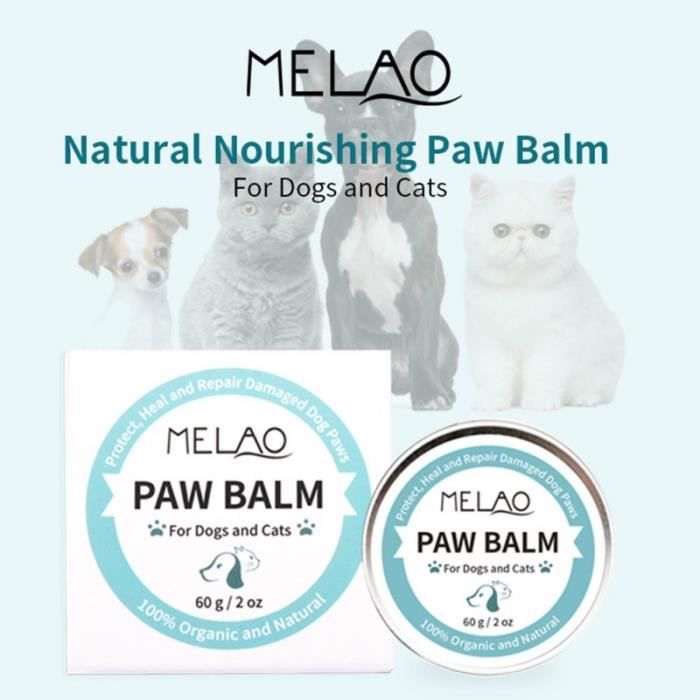 MELAO
Natural Nourishing Paw Balm
For Dogs and Cats
Protect, Heal and Repair Damaged Dog Paws
MELAO
PAW BALM
For Dogs and Cats
60 g / 2 oz
100% Organic and Natural
Protect, Heal and Repair Damaged Dog Paws
MELAO
PAW BALM
For Dogs and Cats
60 g / 2 oz
100% Organic and Natural